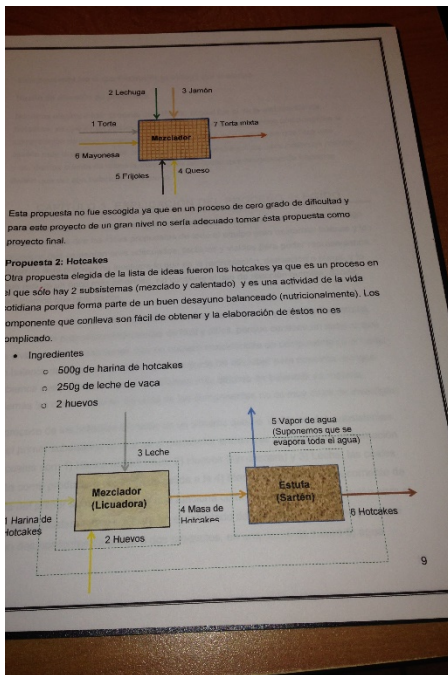 2 Lechuga
3 Jamón
1 Torta
Mezclador
7 Torta mixta
6 Mayonesa
5 Frijoles
4 Queso
Esta propuesta no fue escogida ya que en un proceso de cero grado de dificultad y
para este proyecto de un gran nivel no sería adecuado tomar ésta propuesta como
proyecto final.
Propuesta 2: Hotcakes
Otra propuesta elegida de la lista de ideas fueron los hotcakes ya que es un proceso en
el que sólo hay 2 subsistemas (mezclado y calentado) y es una actividad de la vida
cotidiana porque forma parte de un buen desayuno balanceado (nutricionalmente). Los
omponente que conlleva son fácil de obtener y la elaboración de éstos no es
omplicado.
• Ingredientes
o 500g de harina de hotcakes
o 250g de leche de vaca
o 2 huevos
5 Vapor de agua
(Suponemos que se
evapora toda el agua)
3 Leche
Mezclador
(Licuadora)
Estufa
(Sartén)
1 Harina de
Hotcakes
4 Masa de
Hotcakes
6 Hotcakes
2 Huevos
9